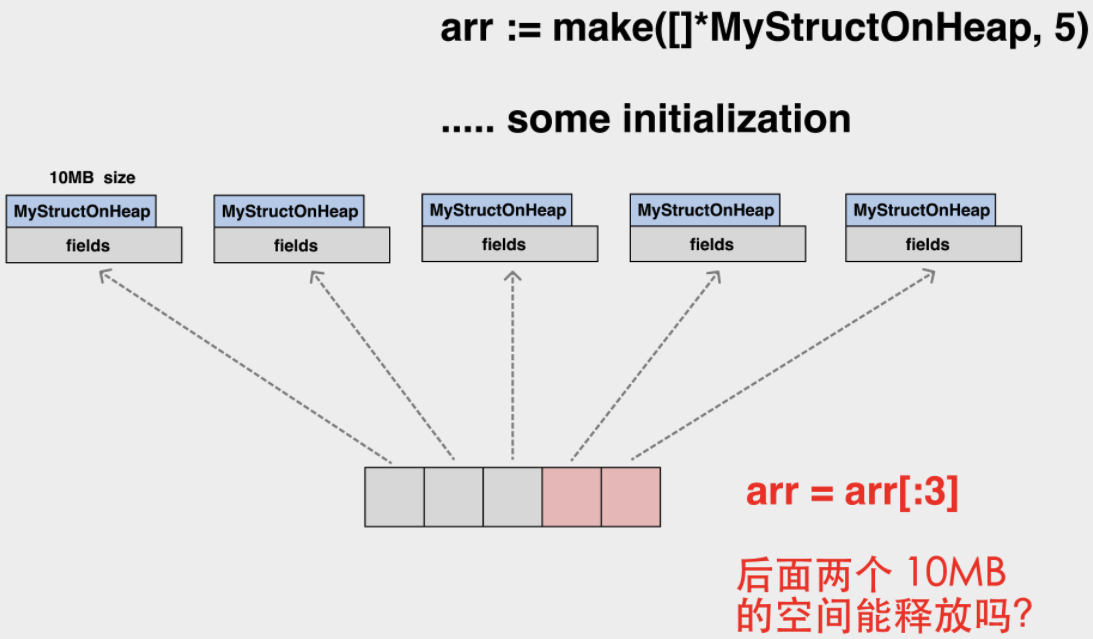 arr := make([]*MyStructOnHeap, 5)
..... some initialization
10MB size
MyStructOnHeap
fields
MyStructOnHeap
fields
MyStructOnHeap
fields
MyStructOnHeap
fields
MyStructOnHeap
fields
arr = arr[:3]
后面两个 10MB
的空间能释放吗?